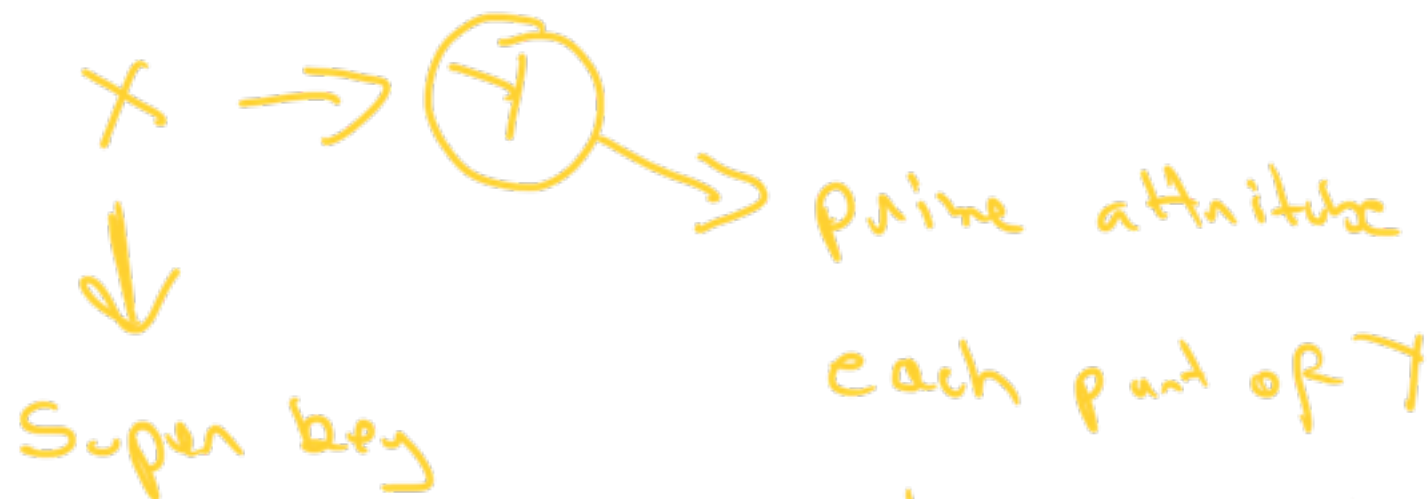 X → Y
prime attribute
each part of Y
Super key